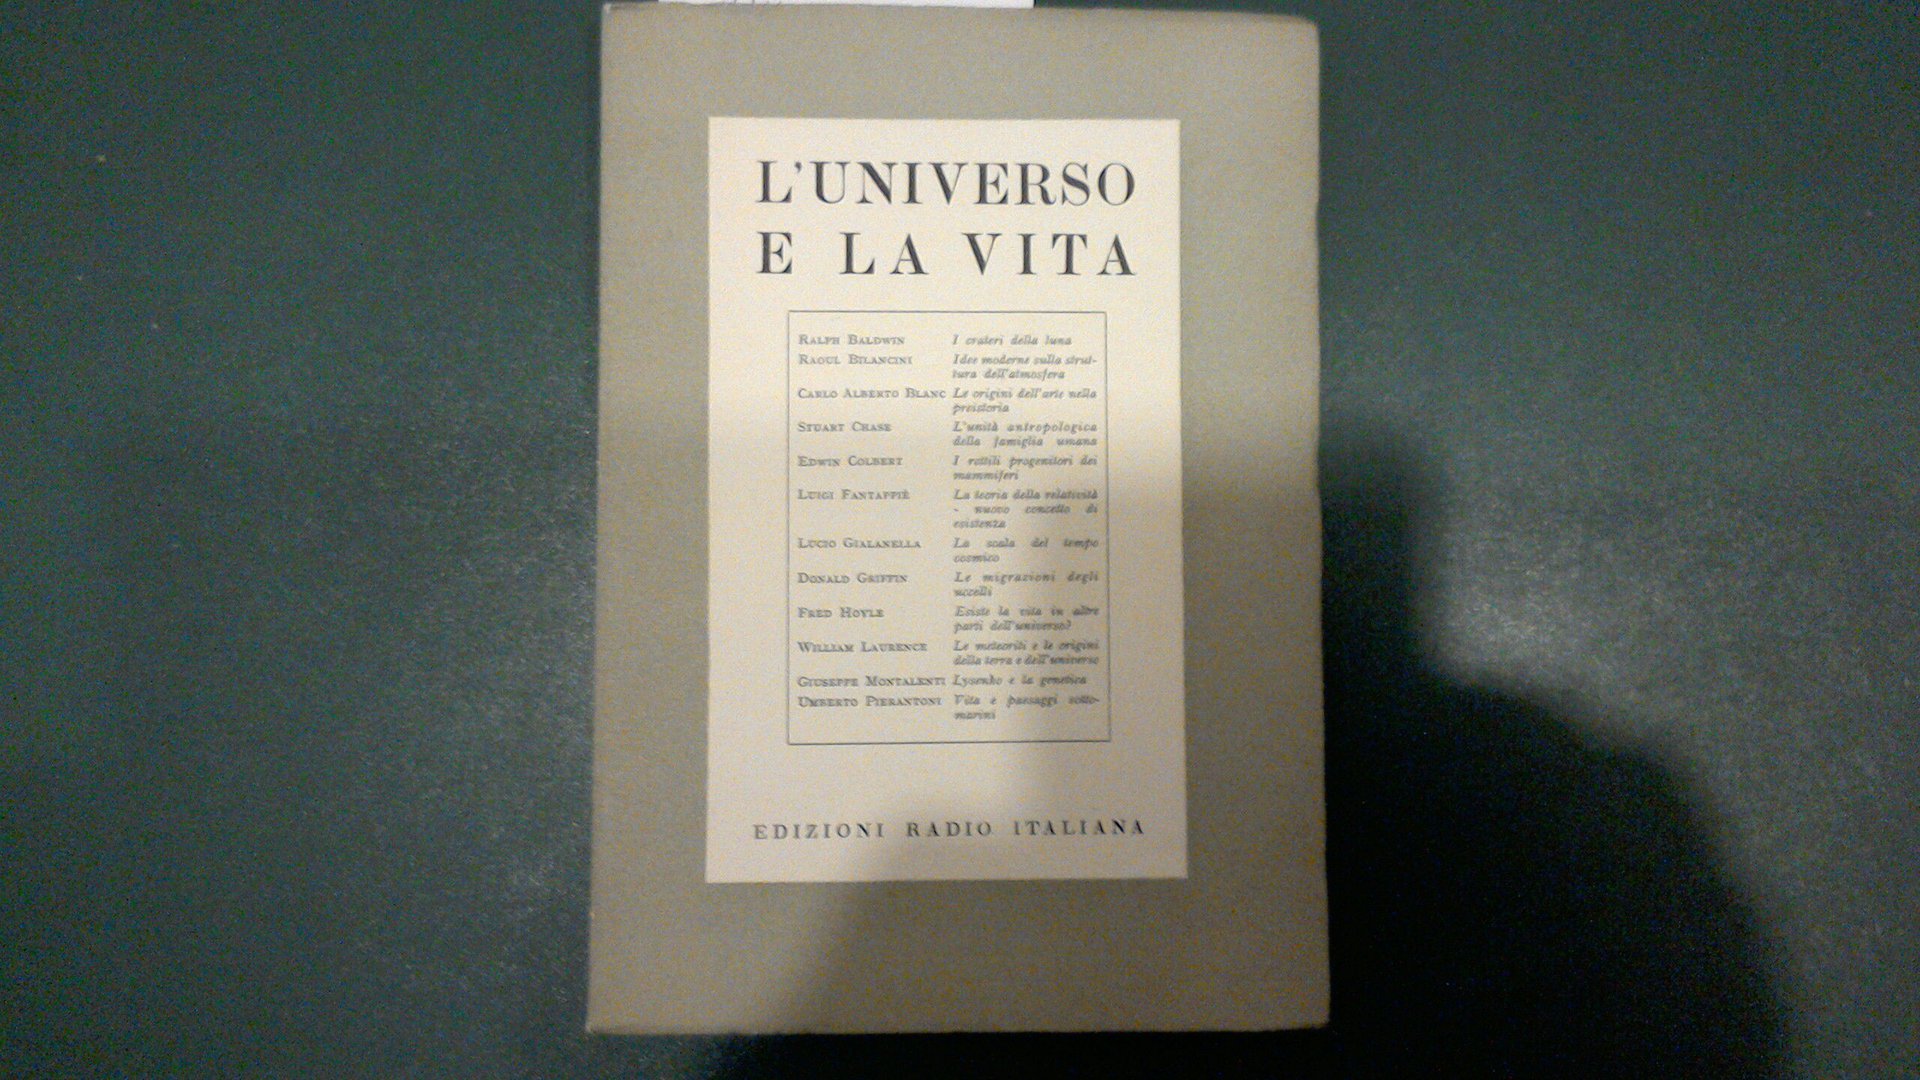 L'UNIVERSO
E LA VITA
RALPH BALDWIN I crateri della luna
RAOUL BILANCINI Idee moderne sulla strut-
tura dell'atmosfera
CARLO ALBERTO BLANC Le origini dell'arte nella
preistoria
STUART CHASE L'unità antropologica
della famiglia umana
EDWIN COLBERT I rettili progenitori dei
mammiferi
LUIGI FANTAPPIÈ La teoria della relatività
- nuovo concetto di
esistenza
LUCIO GIALANELLA La scala del tempo
cosmico
DONALD GRIFFIN Le migrazioni degli
uccelli
FRED HOYLE Esiste la vita in altre
parti dell'universo?
WILLIAM LAURENCE Le meteoriti e le origini
della terra e dell'universo
GIUSEPPE MONTALENTI Lysenko e la genetica
UMBERTO PIERANTONI Vita e paesaggi sotto-
marini
EDIZIONI RADIO ITALIANA